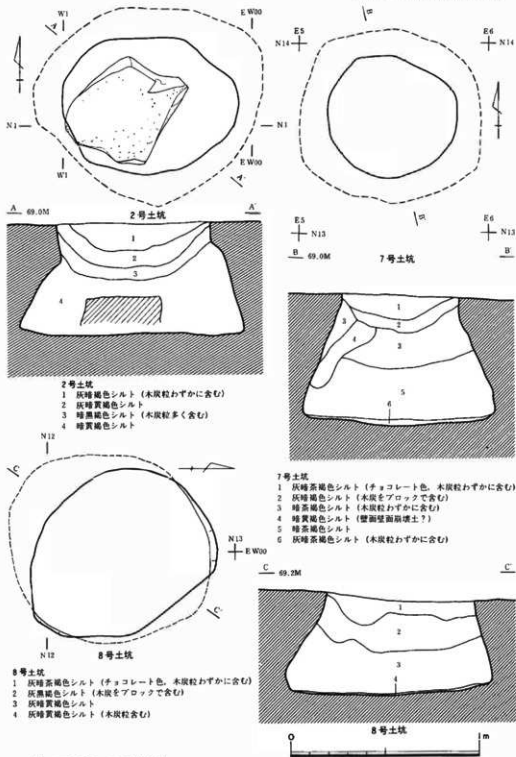 W1
E W00
A
N1
N1
W1
E W00
A'
A 69.0M
2号土坑
A'
1
2
3
4
2号土坑
1 灰暗褐色シルト（木炭粒わずかに含む）
2 灰暗黄褐色シルト
3 暗黒褐色シルト（木炭粒多く含む）
4 暗黄褐色シルト
E5
B
E6
N14
N14
B'
E5
N13
E6
N13
B 69.0M
7号土坑
B'
1
2
3
3
4
5
6
7号土坑
1 灰暗茶褐色シルト（チョコレート色，木炭粒わずかに含む）
2 灰暗褐色シルト（木炭をブロックで含む）
3 暗茶褐色シルト（木炭粒わずかに含む）
4 暗黄褐色シルト（壁面壁面崩壊土？）
5 暗茶褐色シルト
6 灰暗茶褐色シルト（木炭粒わずかに含む）
N12
C
N13
E W00
C'
N12
8号土坑
8号土坑
1 灰暗茶褐色シルト（チョコレート色，木炭粒わずかに含む）
2 灰黒褐色シルト（木炭をブロックで含む）
3 灰暗黄褐色シルト
4 灰暗黄褐色シルト（木炭粒含む）
C 69.2M
C'
1
2
3
4
8号土坑
0
1m